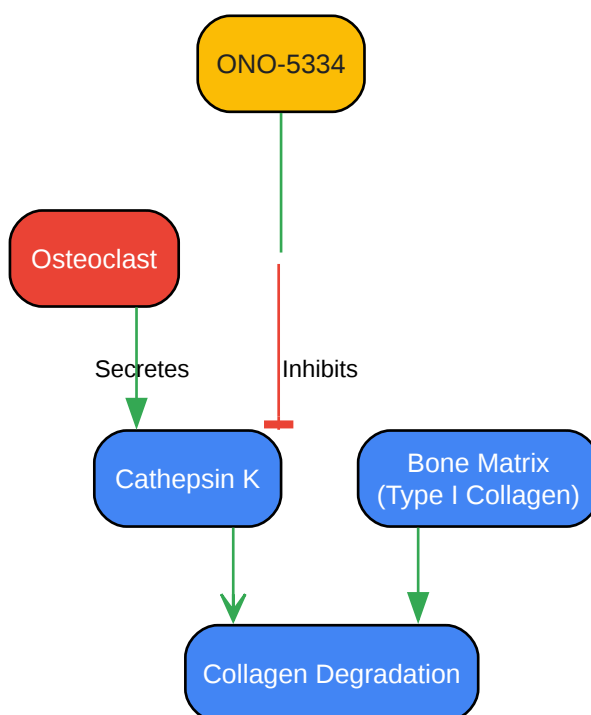 ONO-5334
Osteoclast
Secretes
Inhibits
Cathepsin K
Bone Matrix
(Type I Collagen)
Collagen Degradation